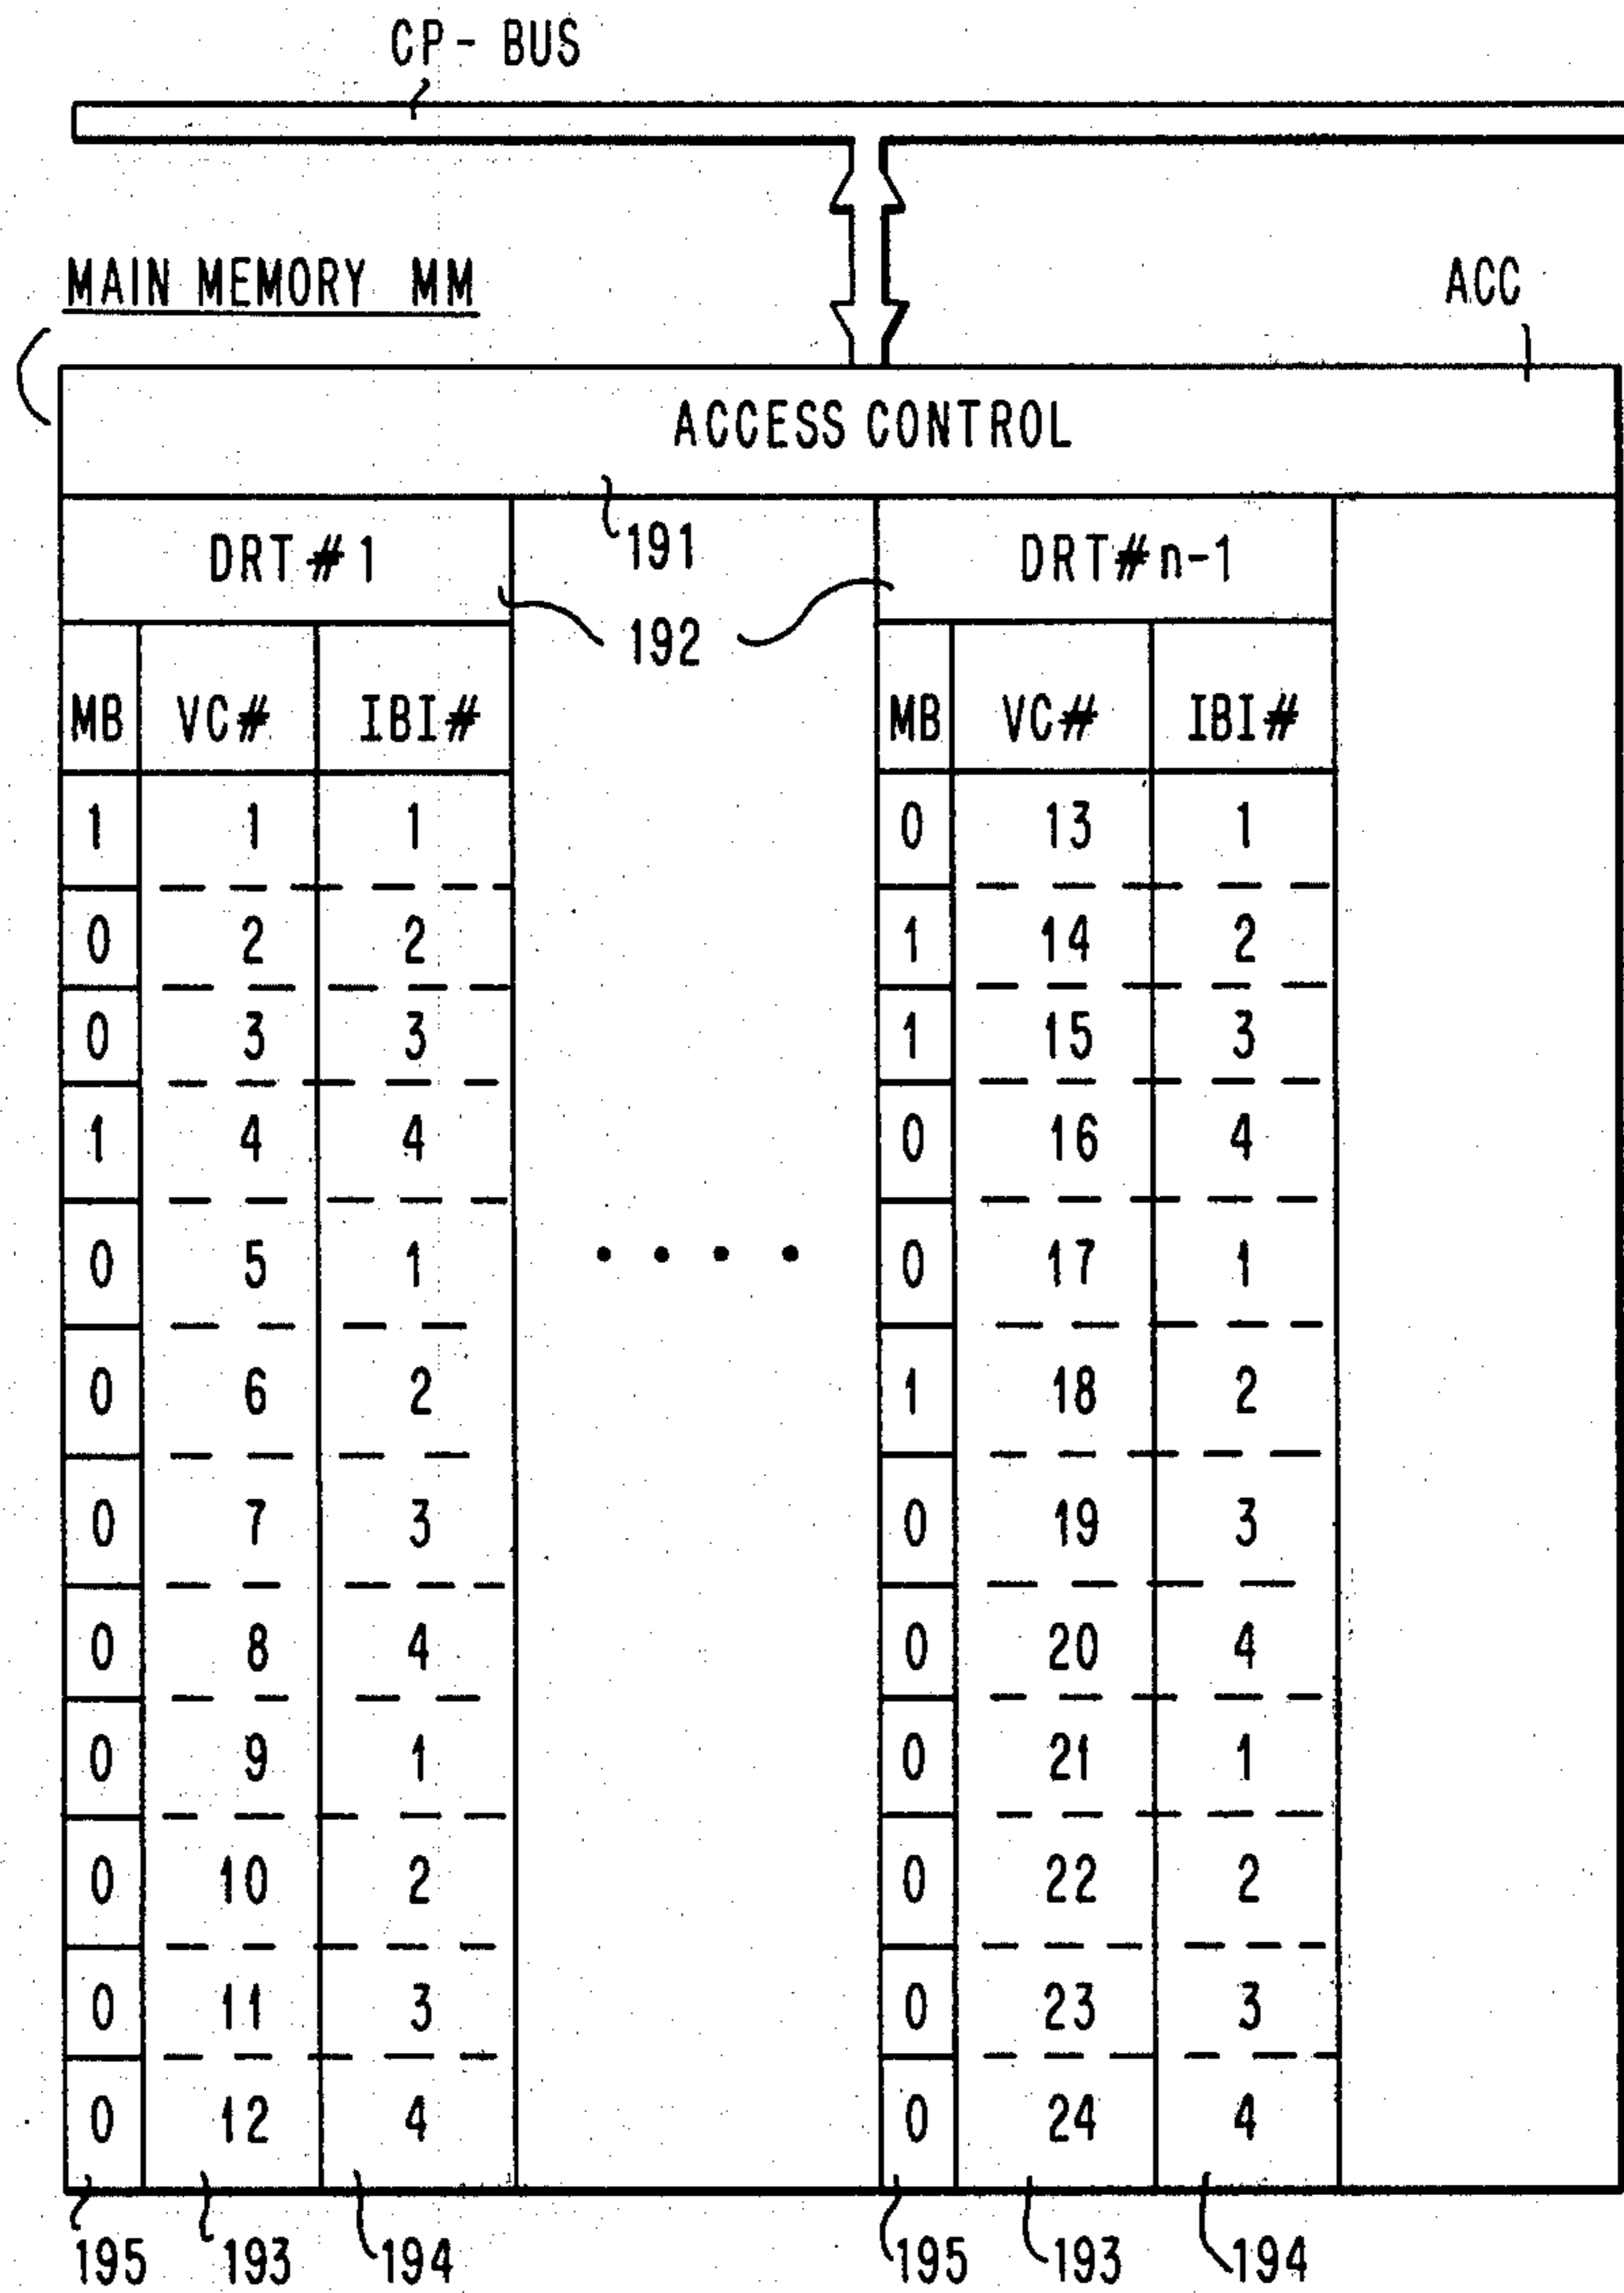 CP- BUS
MAIN MEMORY MM
ACC
ACCESS CONTROL
191
DRT #1 DRT#n-1
192
MB VC# IBI# MB VC# IBI#
1 1 1 0 13 1
0 2 2 1 14 2
0 3 3 1 15 3
1 4 4 0 16 4
0 5 1 • • • • 0 17 1
0 6 2 1 18 2
0 7 3 0 19 3
0 8 4 0 20 4
0 9 1 0 21 1
0 10 2 0 22 2
0 11 3 0 23 3
0 12 4 0 24 4
195 193 194 195 193 194